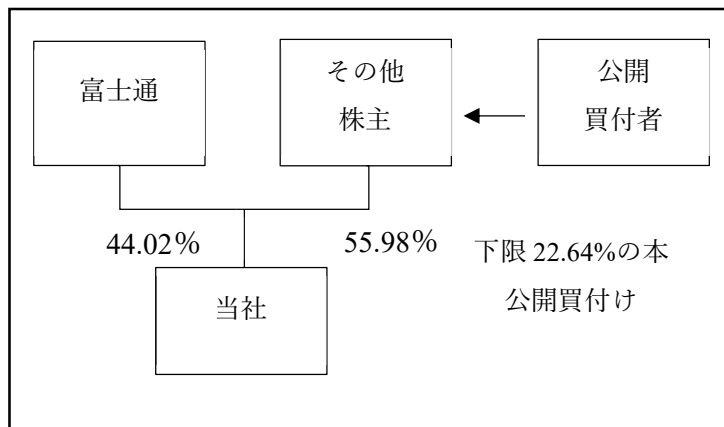 富士通
その他
株主
公開
買付者
44.02%
55.98%
下限 22.64%の本
公開買付け
当社